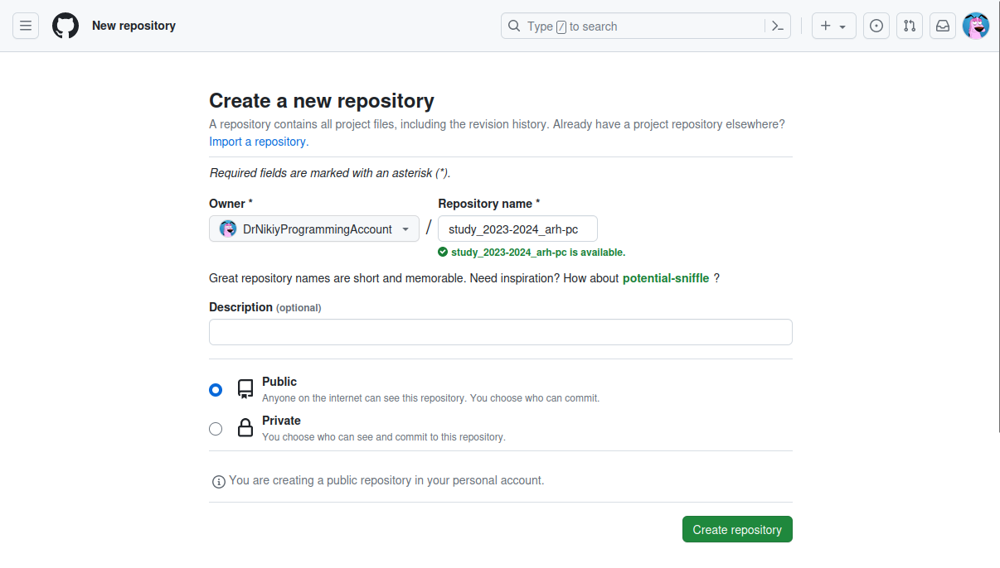 New repository
Type / to search
Create a new repository
A repository contains all project files, including the revision history. Already have a project repository elsewhere?
Import a repository.
Required fields are marked with an asterisk (*).
Owner *
Repository name *
DrNikiyProgrammingAccount
/
study_2023-2024_arh-pc
study_2023-2024_arh-pc is available.
Great repository names are short and memorable. Need inspiration? How about potential-sniffle ?
Description (optional)
Public
Anyone on the internet can see this repository. You choose who can commit.
Private
You choose who can see and commit to this repository.
You are creating a public repository in your personal account.
Create repository